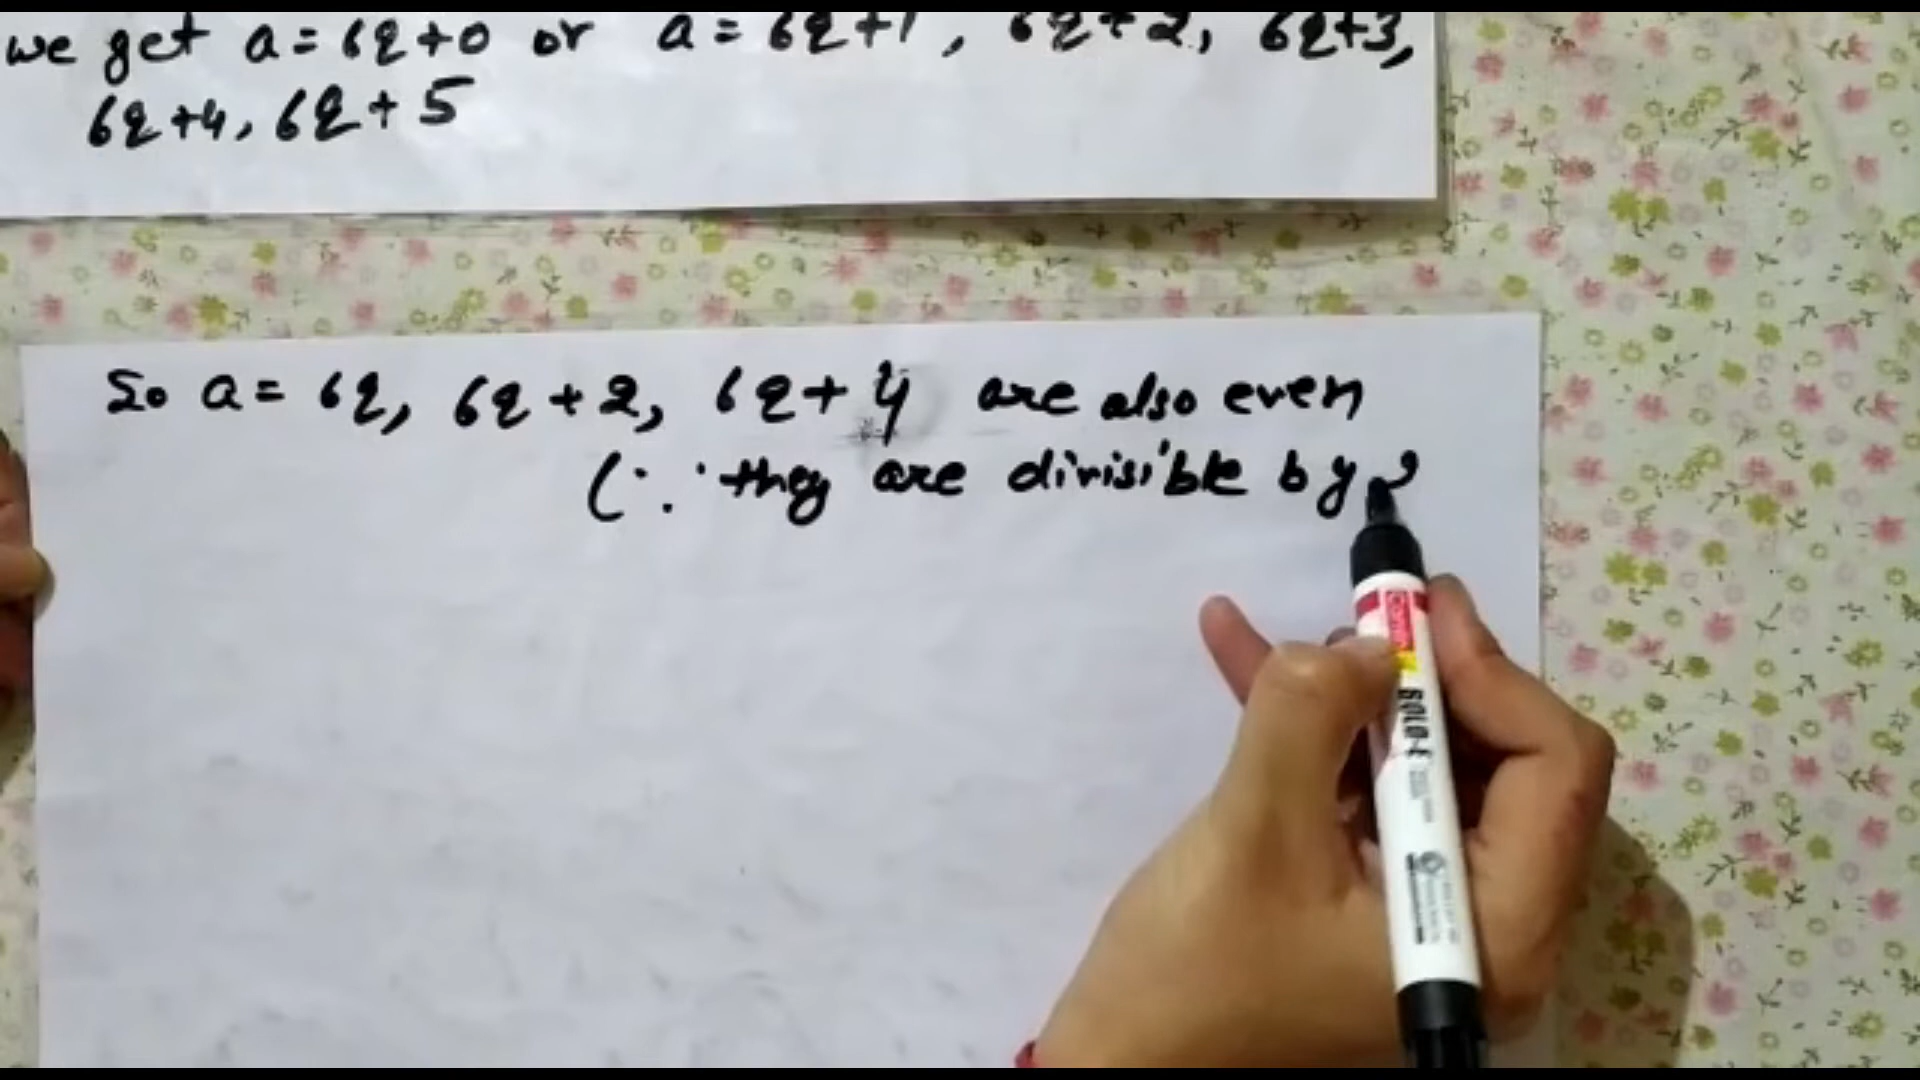 we get a = 6q+0 or a = 6q+1, 6q+2, 6q+3,
6q+4, 6q+5
So a = 6q, 6q+2, 6q+4 are also even
(∵ they are divisible by